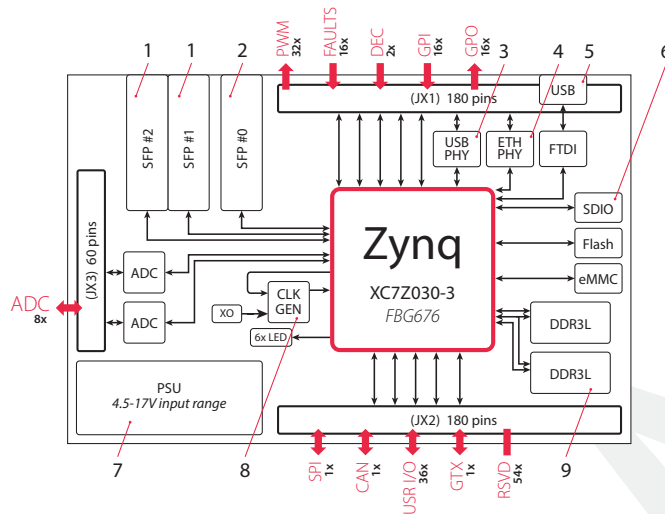 PWM
32x
FAULTS
16x
DEC
2x
GPI
16x
GPO
16x
1
1
2
3
4
5
6
USB
(JX1) 180 pins
SFP #2
SFP #1
SFP #0
USB
PHY
ETH
PHY
FTDI
SDIO
Flash
eMMC
DDR3L
DDR3L
Zynq
XC7Z030-3
FBG676
(JX3) 60 pins
ADC
8x
ADC
ADC
XO
CLK
GEN
6x LED
PSU
4.5-17V input range
(JX2) 180 pins
7
8
9
SPI
1x
CAN
1x
USR I/O
36x
GTX
1x
RSVD
54x